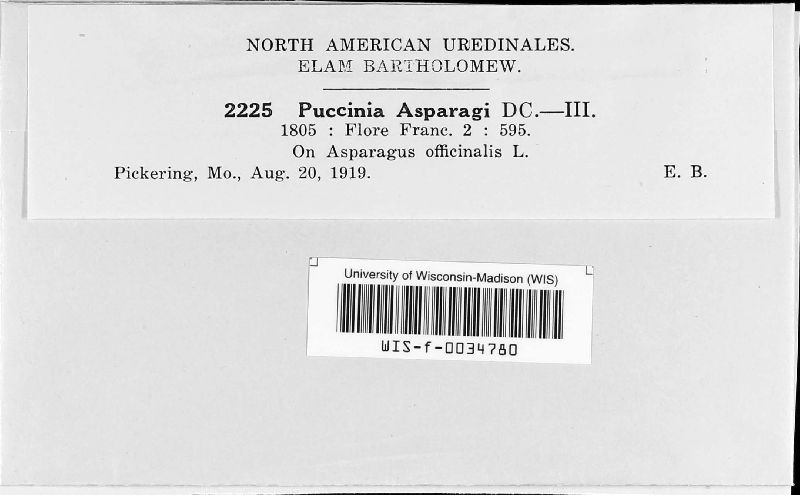 NORTH AMERICAN UREDINALES.
ELAM BARTHOLOMEW.
2225 Puccinia Asparagi DC.—III.
1805 : Flore Franc. 2 : 595.
On Asparagus officinalis L.
Pickering, Mo., Aug. 20, 1919. E. B.
University of Wisconsin-Madison (WIS)
WIS-f-0034780